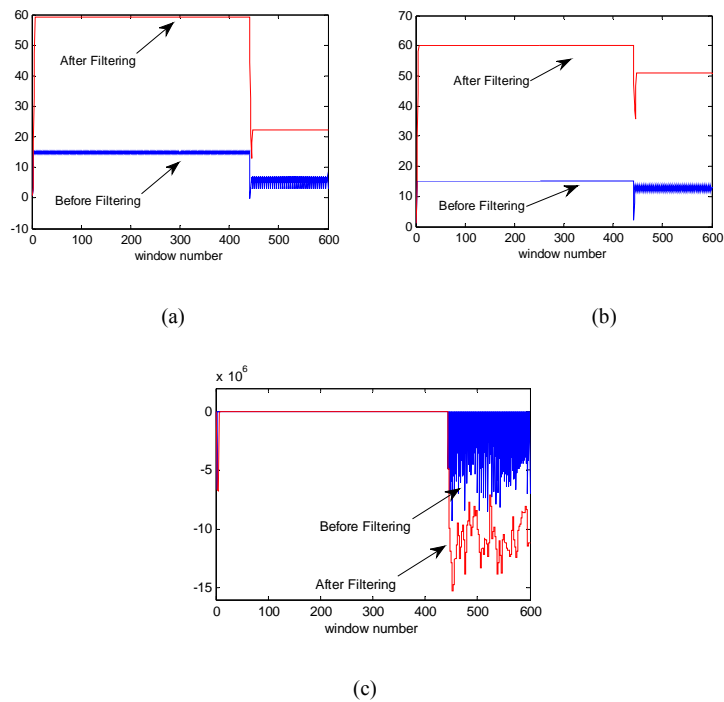 60
50
40
30
20
10
0
-10
After Filtering
Before Filtering
0 100 200 300 400 500 600
window number
(a)
70
60
50
40
30
20
10
0
After Filtering
Before Filtering
0 100 200 300 400 500 600
window number
(b)
x 10^6
0
-5
-10
-15
Before Filtering
After Filtering
0 100 200 300 400 500 600
window number
(c)